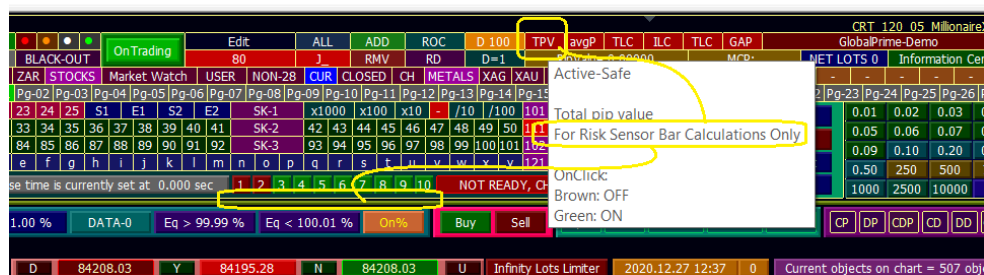 CRT 120 05 MillionaireX
OnTrading Edit ALL ADD ROC D 100 TPV avgP TLC ILC TLC GAP GlobalPrime-Demo
BLACK-OUT 80 J_ RMV RD D=1 MCP: NET LOTS 0 Information Cen
ZAR STOCKS Market Watch USER NON-28 CUR CLOSED CH METALS XAG XAU - - - - -
Pg-02 Pg-03 Pg-04 Pg-05 Pg-06 Pg-07 Pg-08 Pg-09 Pg-10 Pg-11 Pg-12 Pg-13 Pg-14 Pg-1 Pg-23 Pg-24 Pg-25 Pg-26
23 24 25 S1 E1 S2 E2 SK-1 x1000 x100 x10 - /10 /100 101 0.01 0.02 0.03
33 34 35 36 37 38 39 40 41 SK-2 42 43 44 45 46 47 48 49 50 0.05 0.06 0.07
84 85 86 87 88 89 90 91 92 SK-3 93 94 95 96 97 98 99 100 101 102 0.09 0.10 0.20
e f g h i j k l m n o p q r s t u v w x y 121 0.50 250 500
se time is currently set at 0.000 sec 1 2 3 4 5 6 7 8 9 10 NOT READY, CH 1000 2500 10000
Active-Safe
Total pip value
For Risk Sensor Bar Calculations Only
OnClick:
Brown: OFF
Green: ON
1.00 % DATA-0 Eq > 99.99 % Eq < 100.01 % On% Buy Sell CP DP CDP CD DD
D 84208.03 Y 84195.28 N 84208.03 U Infinity Lots Limiter 2020.12.27 12:37 0 Current objects on chart = 507 obj